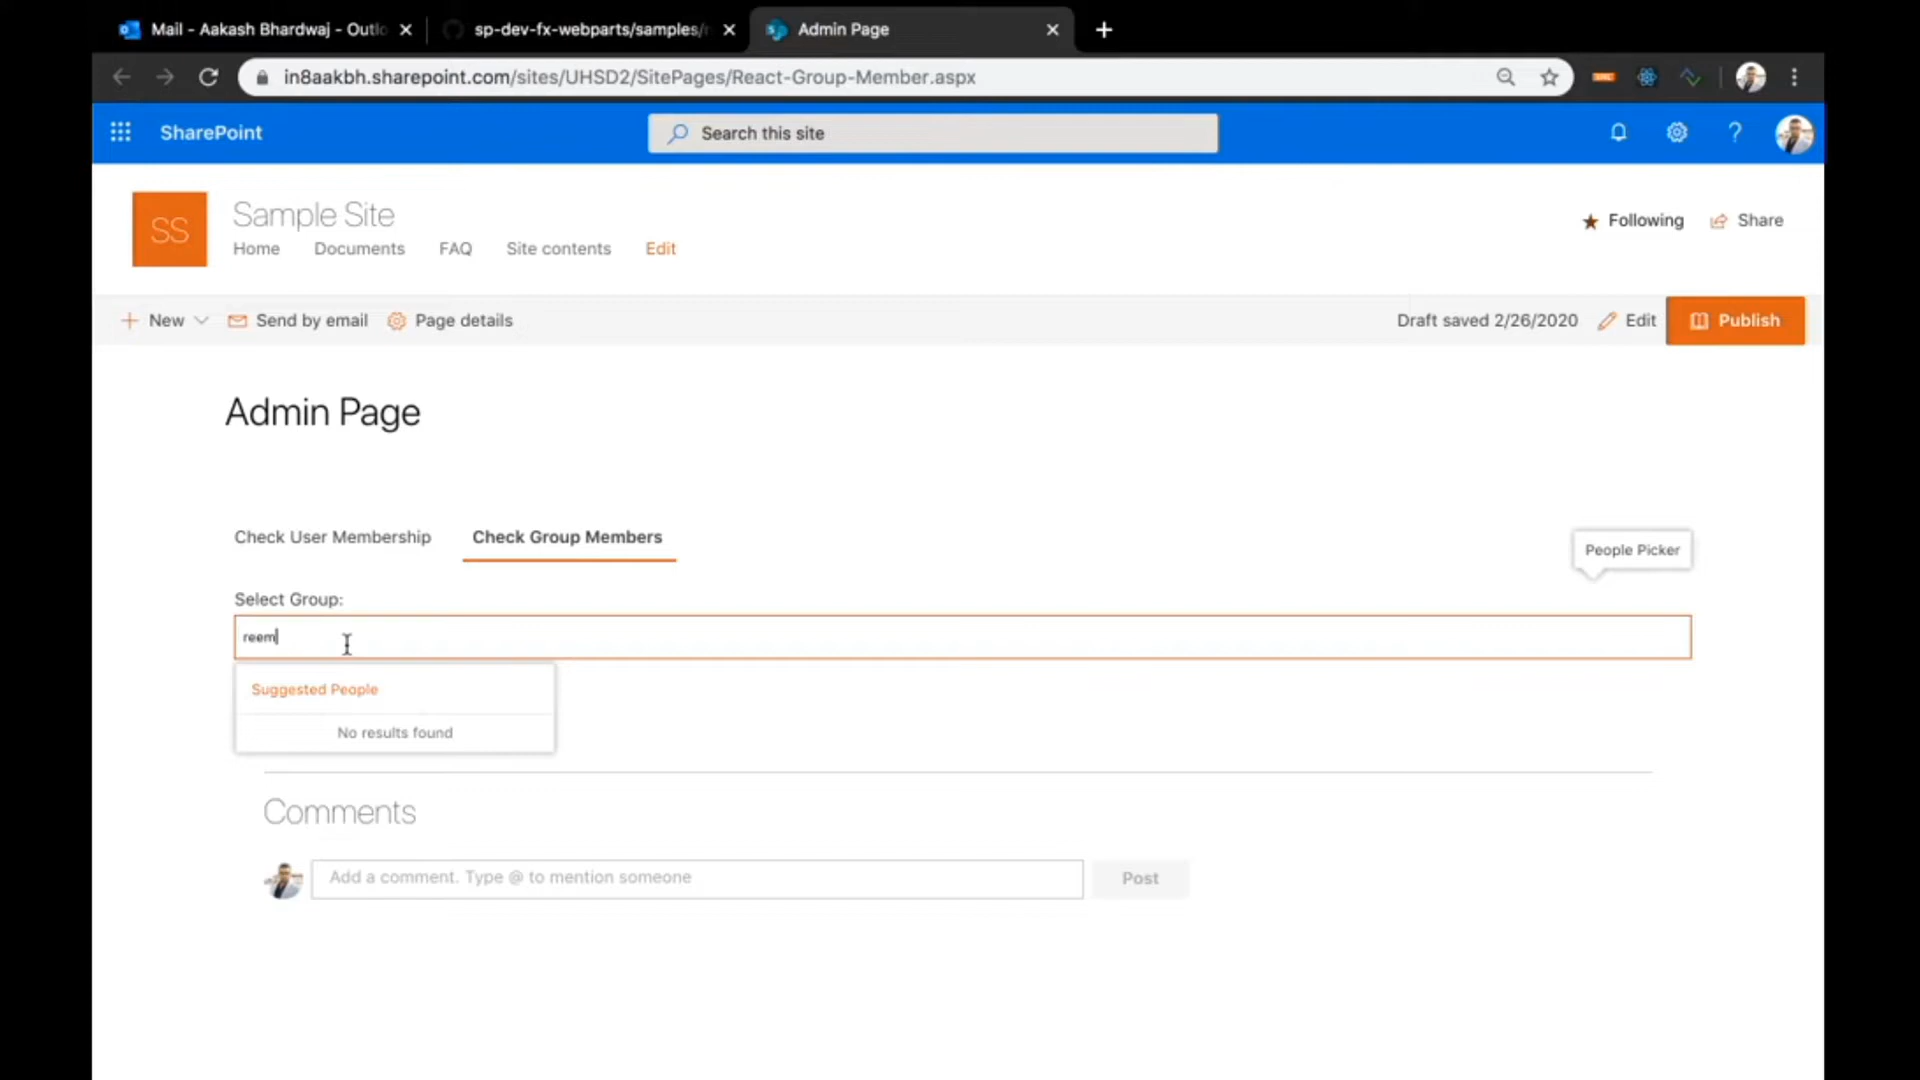 Mail - Aakash Bhardwaj - Outlo
sp-dev-fx-webparts/samples/
Admin Page
in8aakbh.sharepoint.com/sites/UHSD2/SitePages/React-Group-Member.aspx
SharePoint
Search this site
?
SS
Sample Site
Following
Share
Home
Documents
FAQ
Site contents
Edit
New
Send by email
Page details
Draft saved 2/26/2020
Edit
Publish
Admin Page
Check User Membership
Check Group Members
People Picker
Select Group:
reem
Suggested People
No results found
Comments
Add a comment. Type @ to mention someone
Post